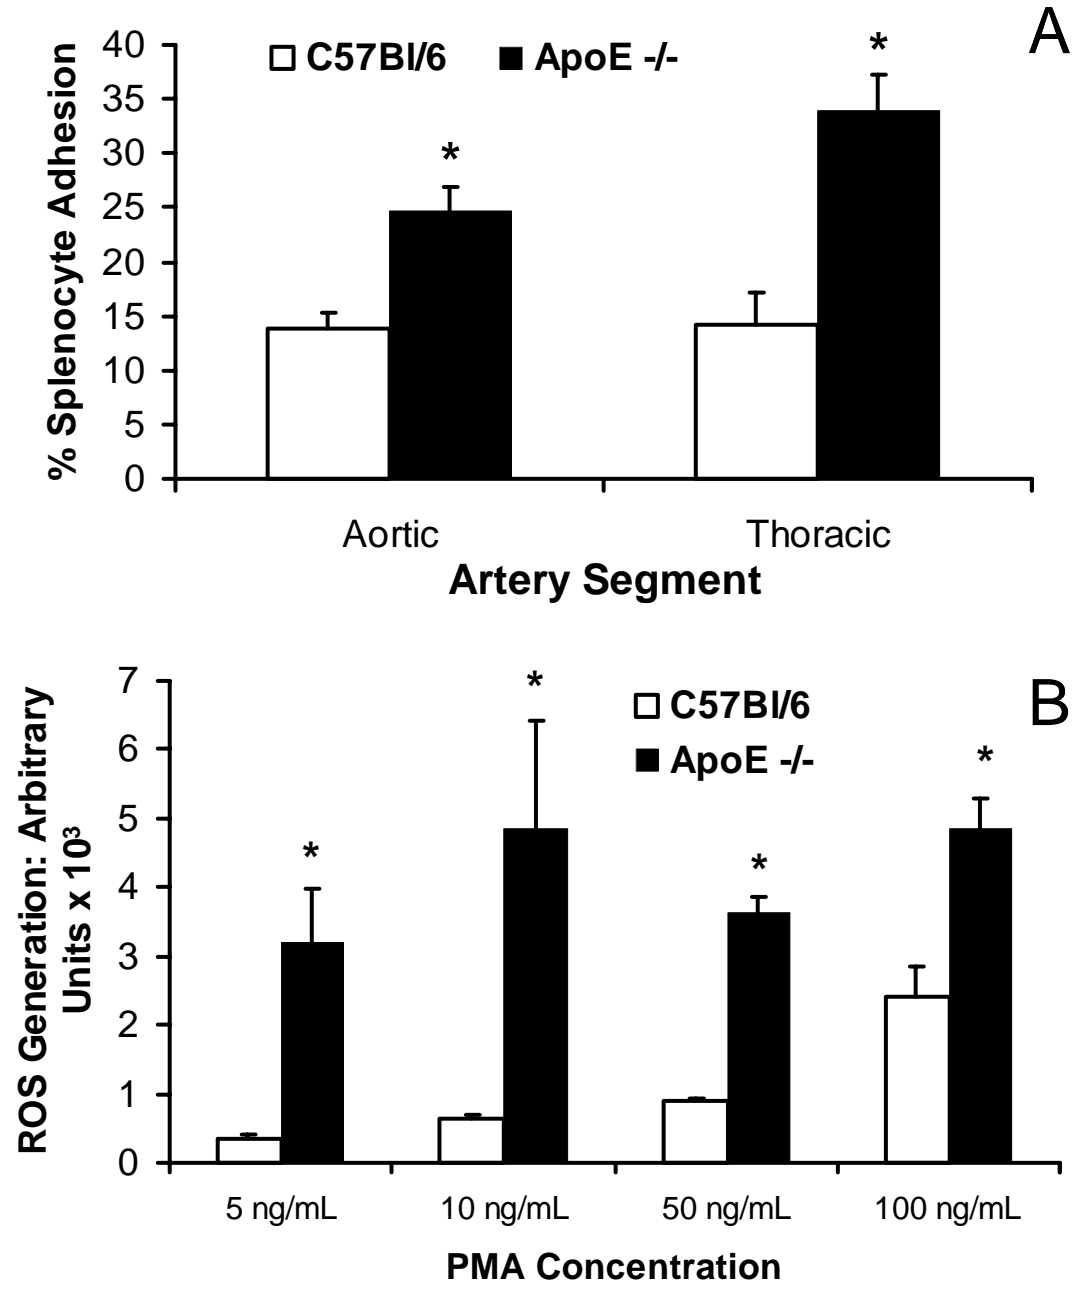 A
C57Bl/6 ApoE -/-
% Splenocyte Adhesion
40
35
30
25
20
15
10
5
0
*
*
Aortic Thoracic
Artery Segment
B
C57Bl/6
ApoE -/-
ROS Generation: Arbitrary
Units x 10³
7
6
5
4
3
2
1
0
*
*
*
*
5 ng/mL 10 ng/mL 50 ng/mL 100 ng/mL
PMA Concentration